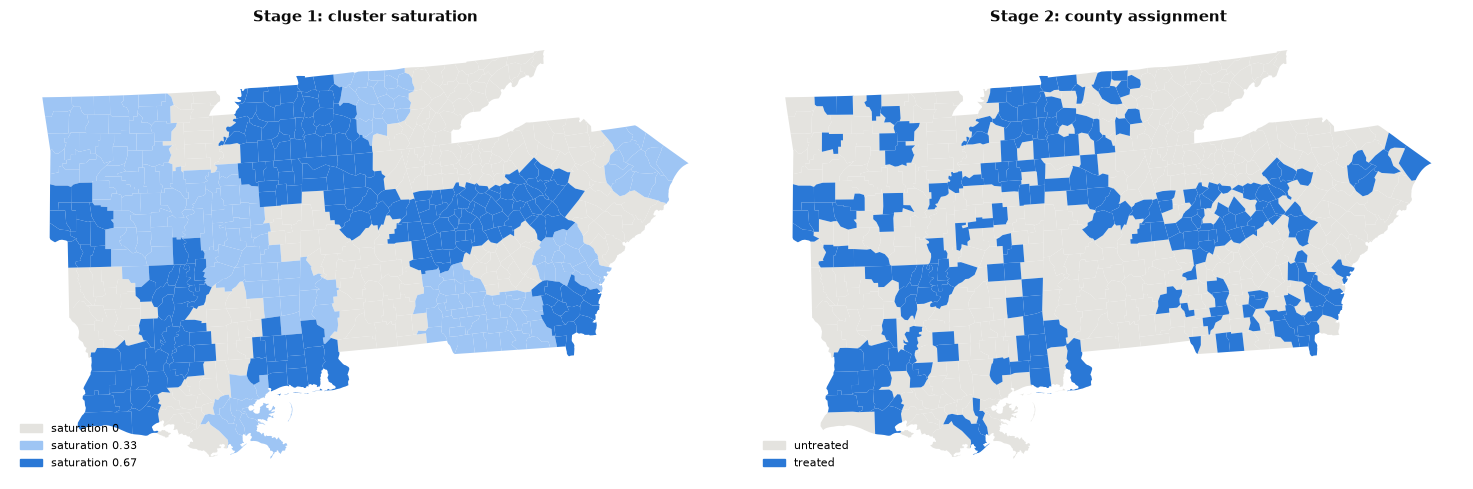 Stage 1: cluster saturation
Stage 2: county assignment
saturation 0
saturation 0.33
saturation 0.67
untreated
treated